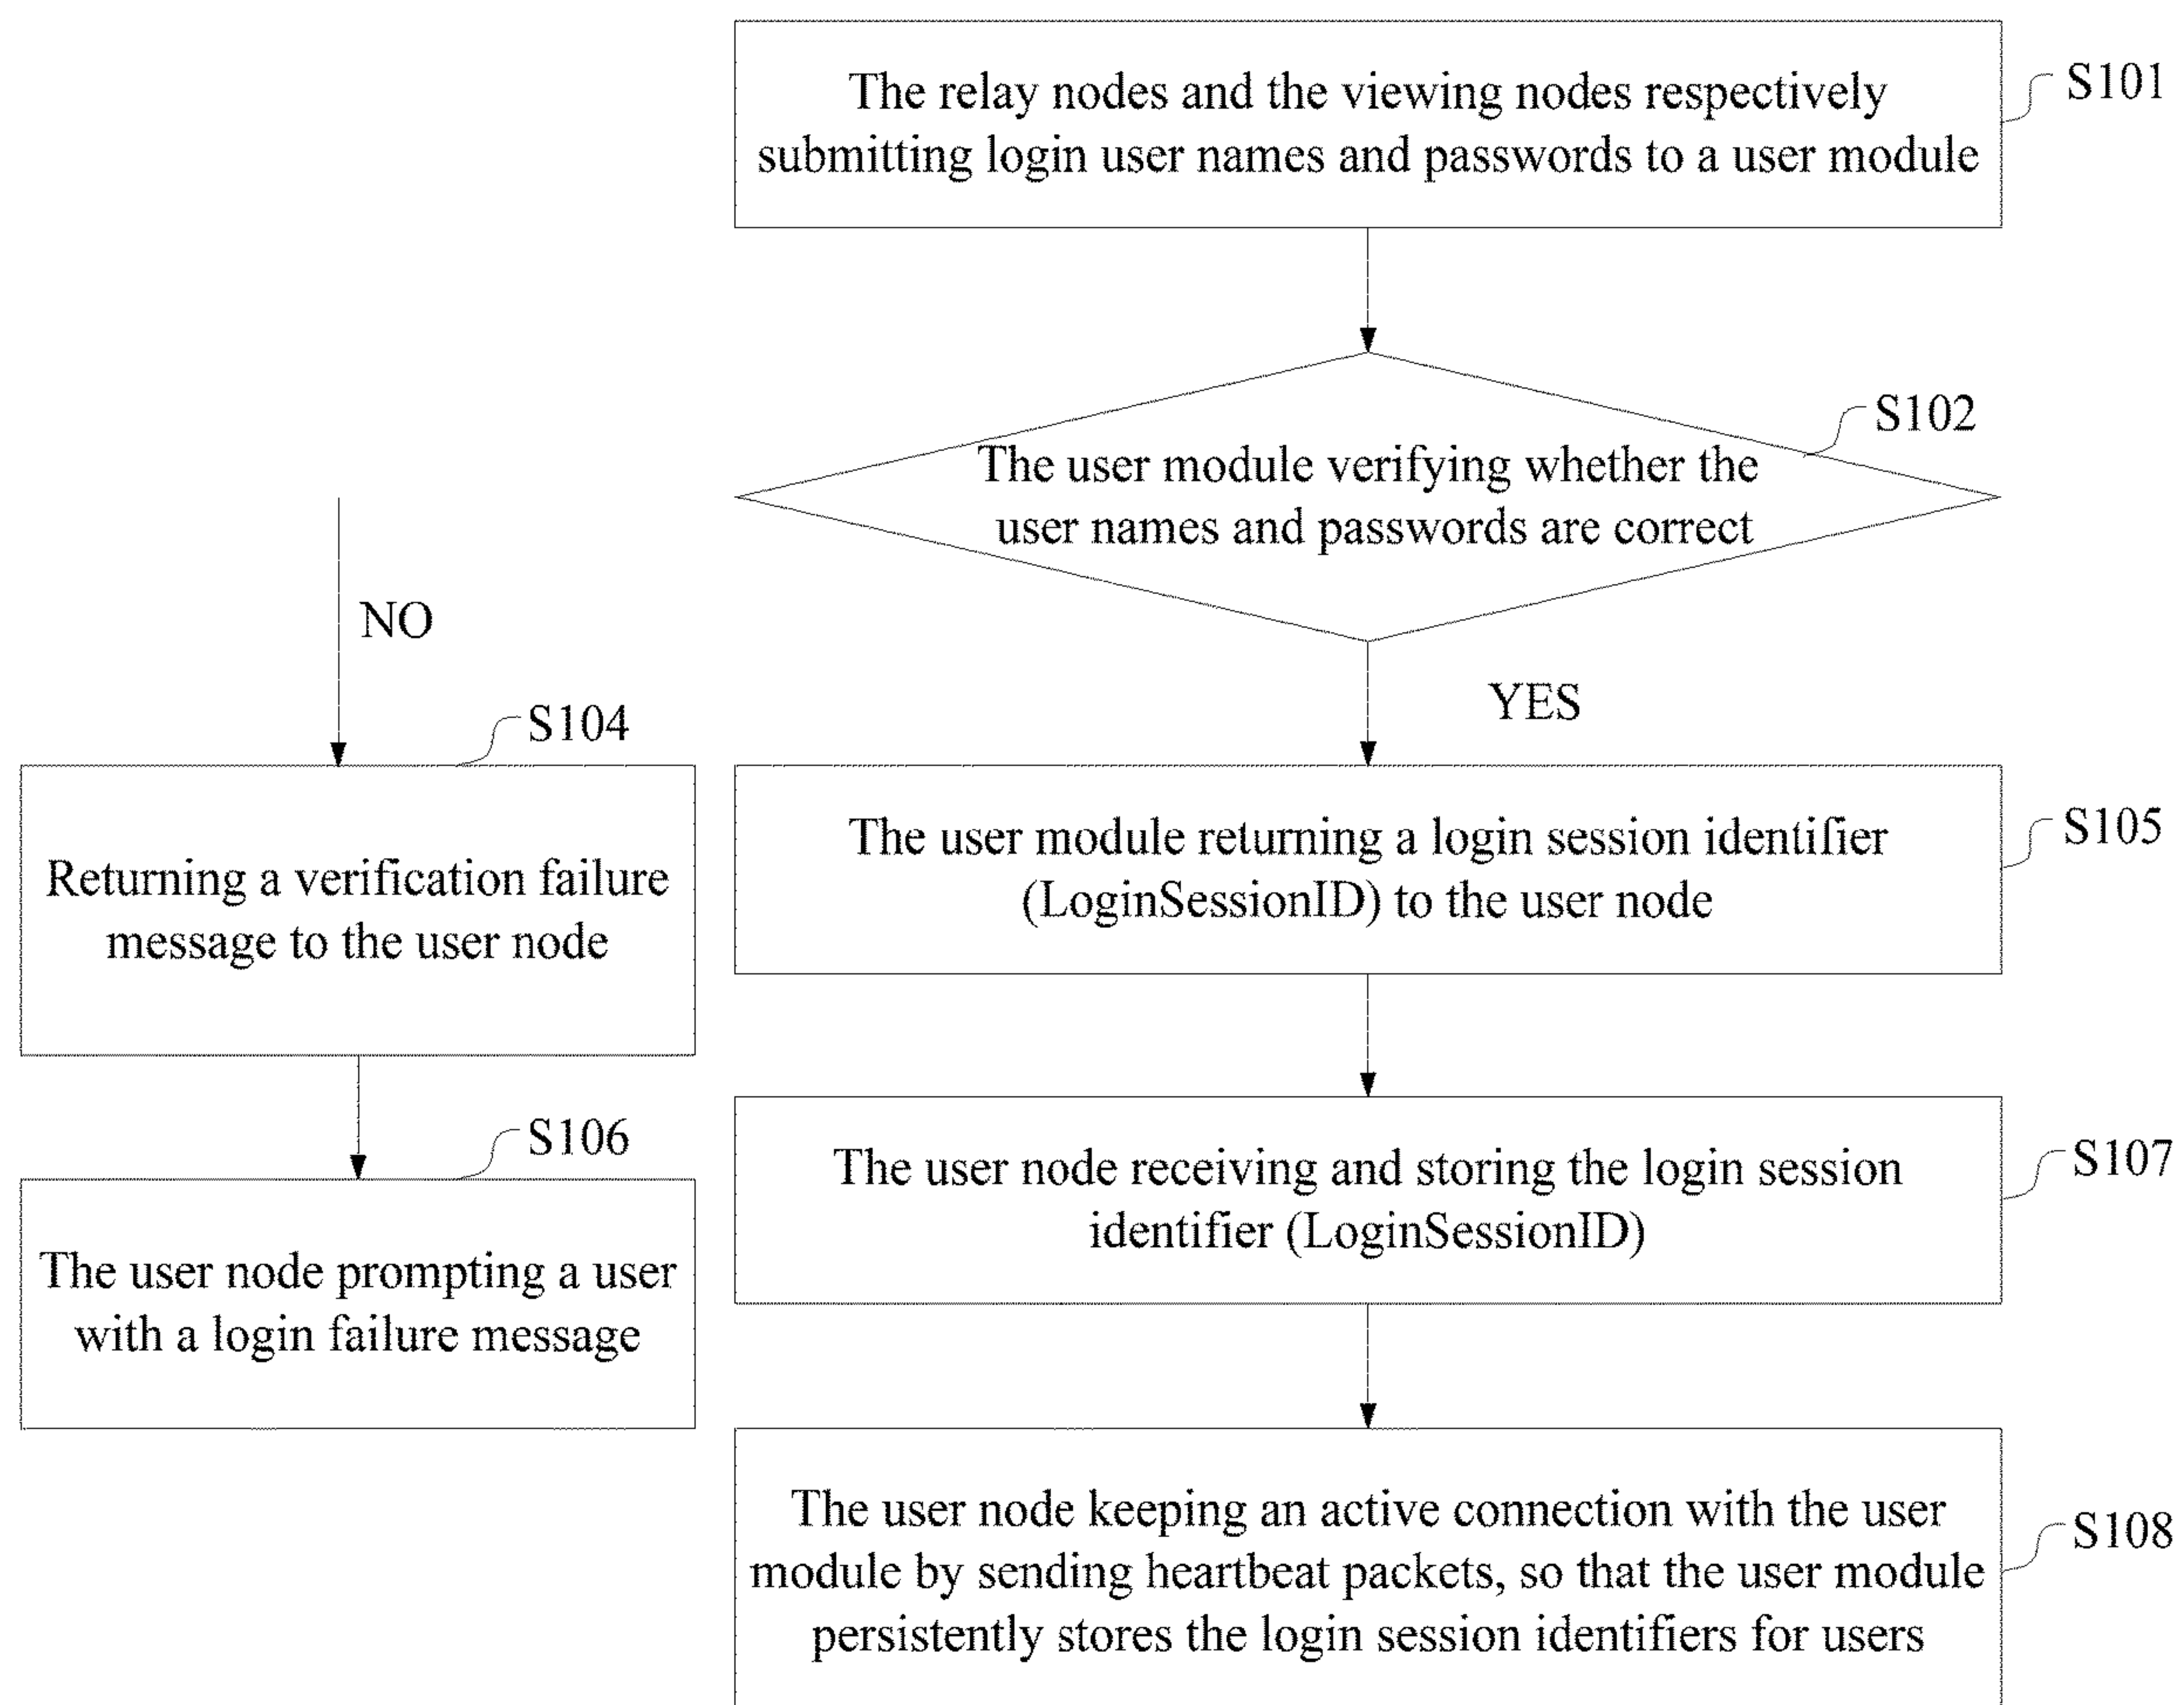 The relay nodes and the viewing nodes respectively
submitting login user names and passwords to a user module
S101
The user module verifying whether the
user names and passwords are correct
S102
NO
YES
S104
Returning a verification failure
message to the user node
The user module returning a login session identifier
(LoginSessionID) to the user node
S105
S106
The user node prompting a user
with a login failure message
The user node receiving and storing the login session
identifier (LoginSessionID)
S107
The user node keeping an active connection with the user
module by sending heartbeat packets, so that the user module
persistently stores the login session identifiers for users
S108